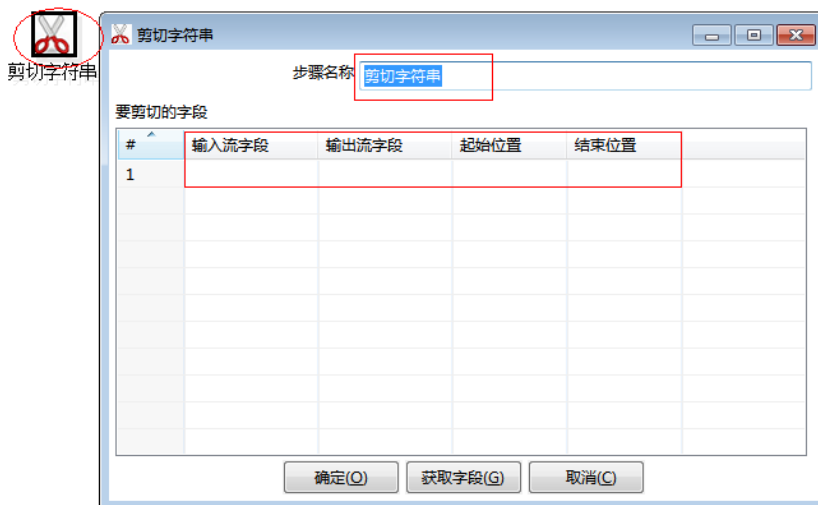 剪切字符串
剪切字符串
步骤名称 剪切字符串
要剪切的字段
# 输入流字段 输出流字段 起始位置 结束位置
1
确定(O) 获取字段(G) 取消(C)